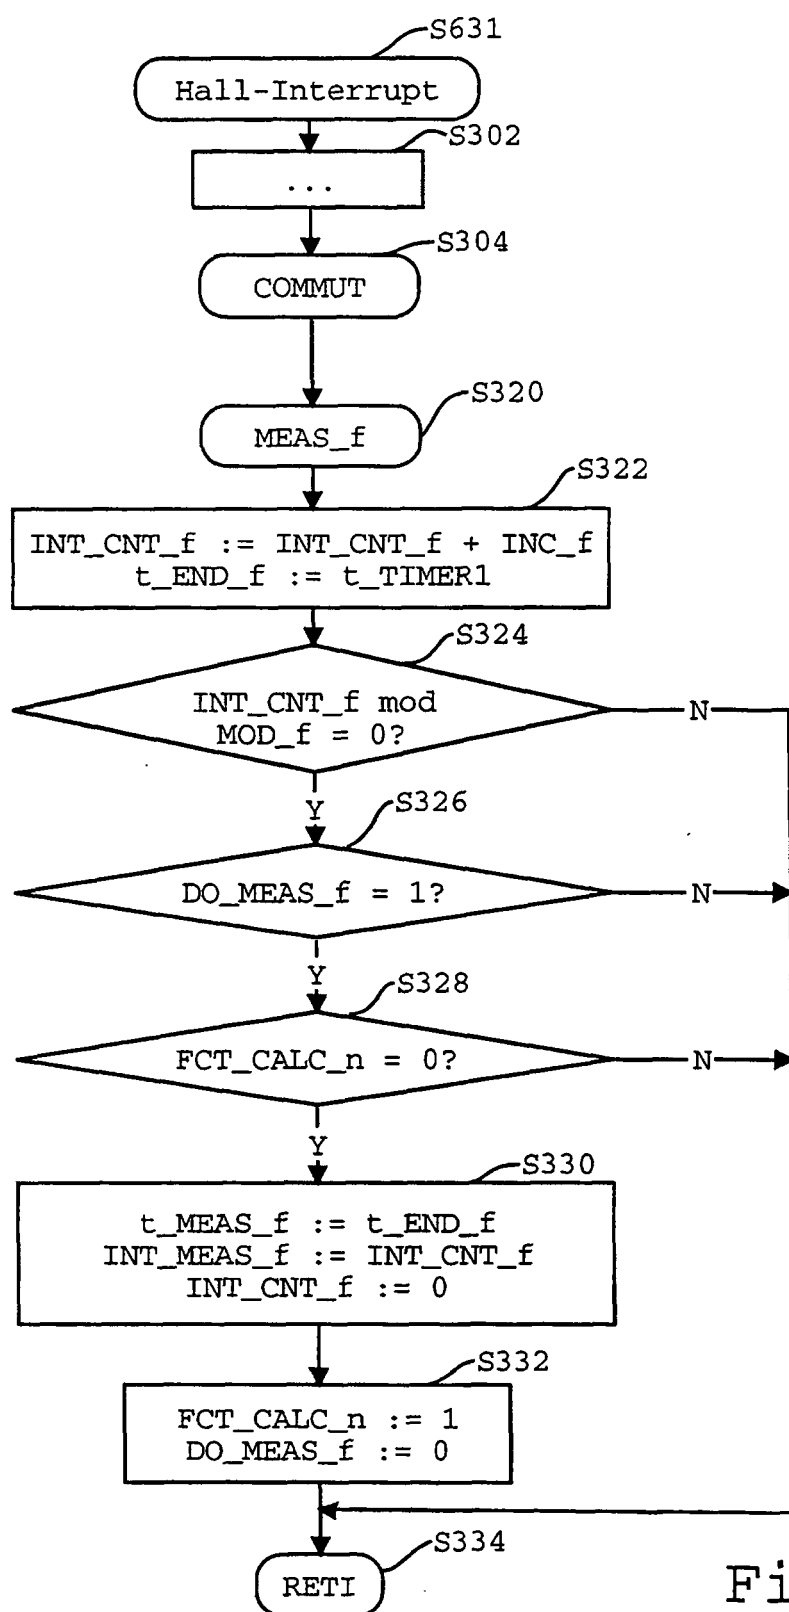 S631
Hall-Interrupt
S302
...
S304
COMMUT
S320
MEAS_f
S322
INT_CNT_f := INT_CNT_f + INC_f
t_END_f := t_TIMER1
S324
INT_CNT_f mod
MOD_f = 0?
N
Y
S326
DO_MEAS_f = 1?
N
Y
S328
FCT_CALC_n = 0?
N
Y
S330
t_MEAS_f := t_END_f
INT_MEAS_f := INT_CNT_f
INT_CNT_f := 0
S332
FCT_CALC_n := 1
DO_MEAS_f := 0
S334
RETI
Fi